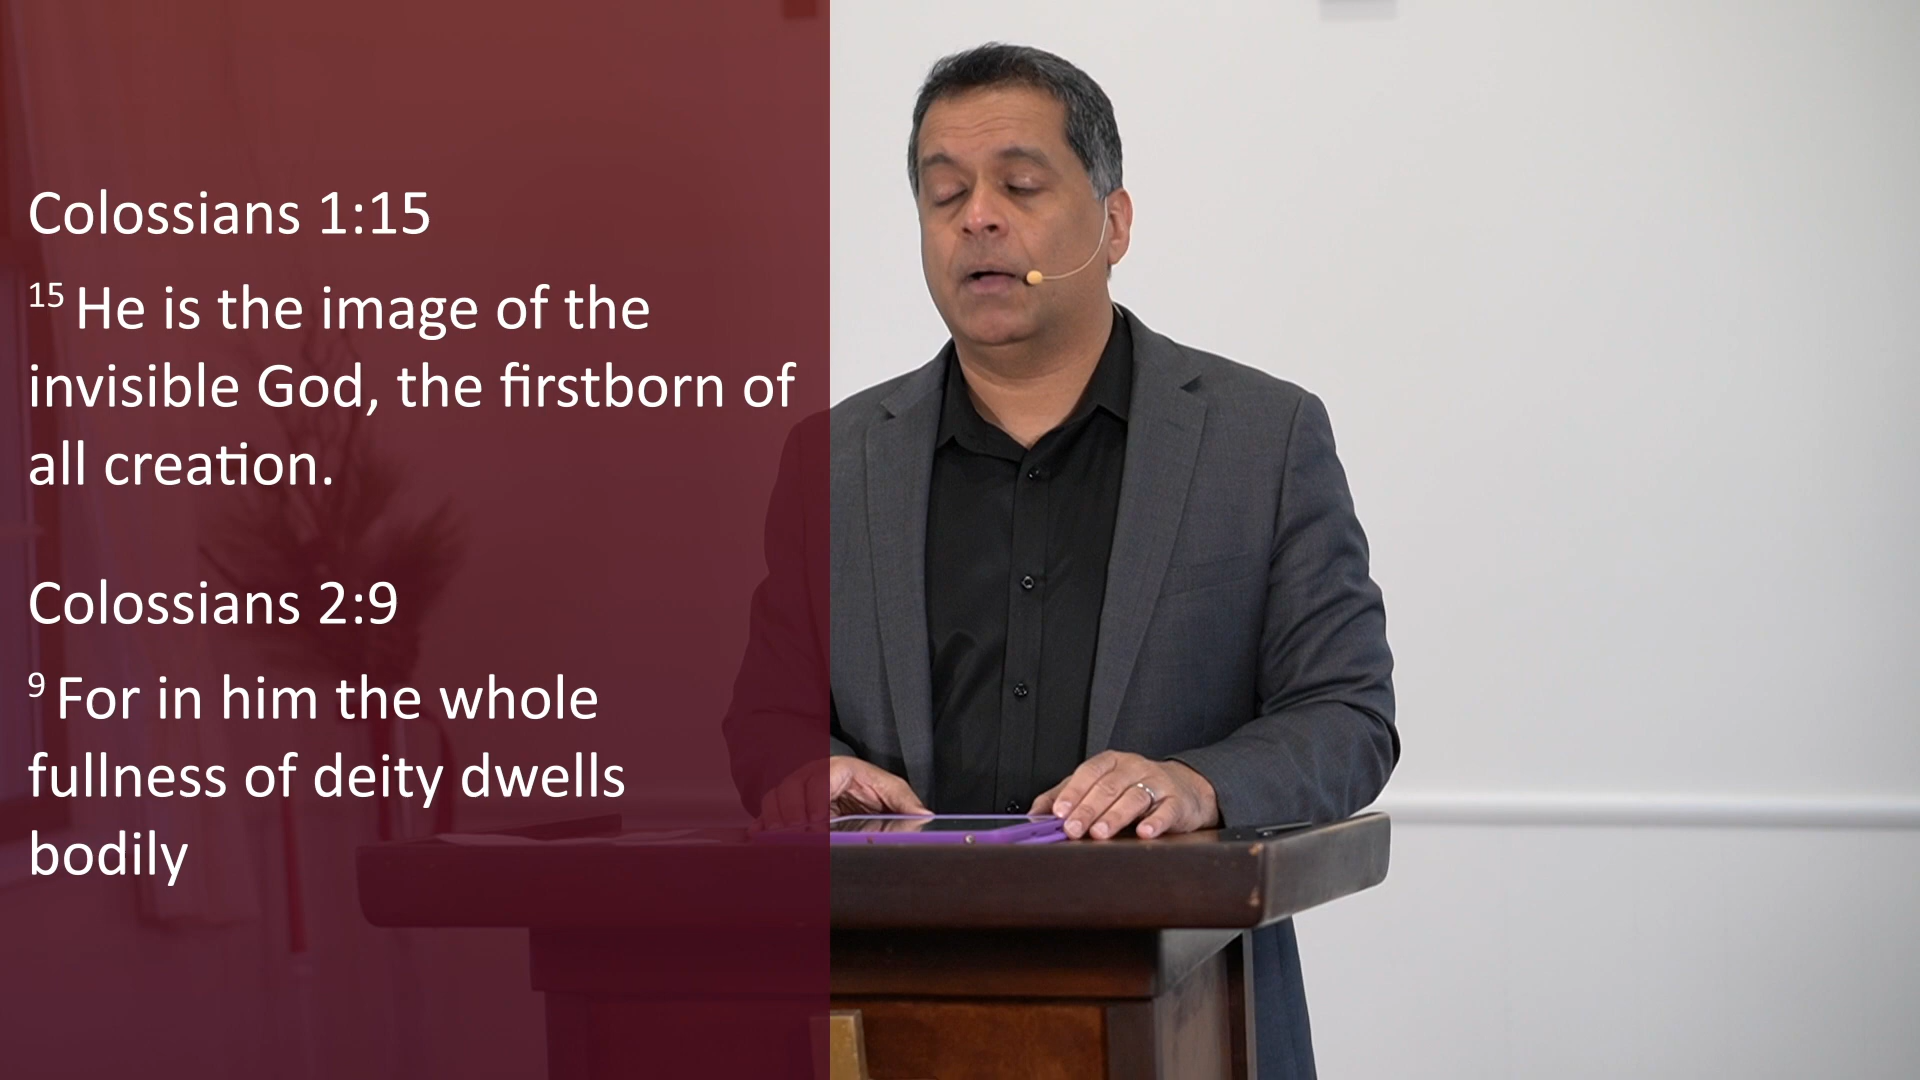 Colossians 1:15
15 He is the image of the
invisible God, the firstborn of
all creation.
Colossians 2:9
9 For in him the whole
fullness of deity dwells
bodily